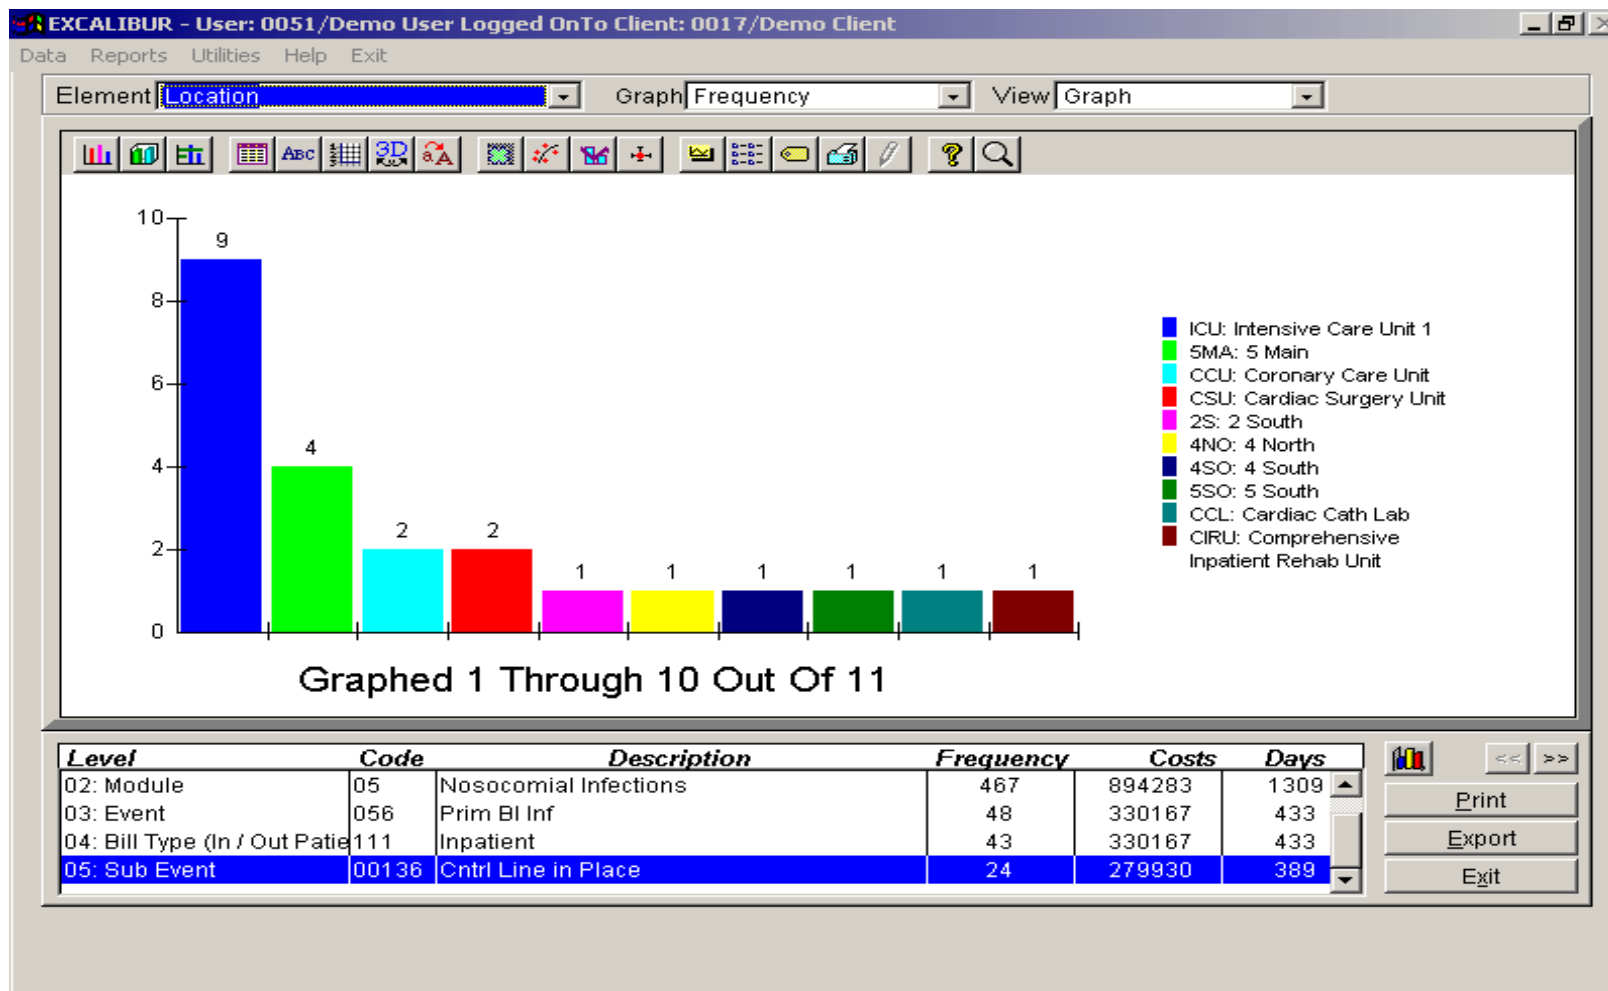 EXCALIBUR - User: 0051/Demo User Logged OnTo Client: 0017/Demo Client
Data Reports Utilities Help Exit
Element Location Graph Frequency View Graph
ABC 3D aA
10
9
8
6
4
4
2 2
2
1 1 1 1 1 1
0
ICU: Intensive Care Unit 1
5MA: 5 Main
CCU: Coronary Care Unit
CSU: Cardiac Surgery Unit
2S: 2 South
4NO: 4 North
4SO: 4 South
5SO: 5 South
CCL: Cardiac Cath Lab
CIRU: Comprehensive
Inpatient Rehab Unit
Graphed 1 Through 10 Out Of 11
Level Code Description Frequency Costs Days
02: Module 05 Nosocomial Infections 467 894283 1309
03: Event 056 Prim Bl Inf 48 330167 433
04: Bill Type (In / Out Patie 111 Inpatient 43 330167 433
05: Sub Event 00136 Cntrl Line in Place 24 279930 389
<< >>
Print
Export
Exit